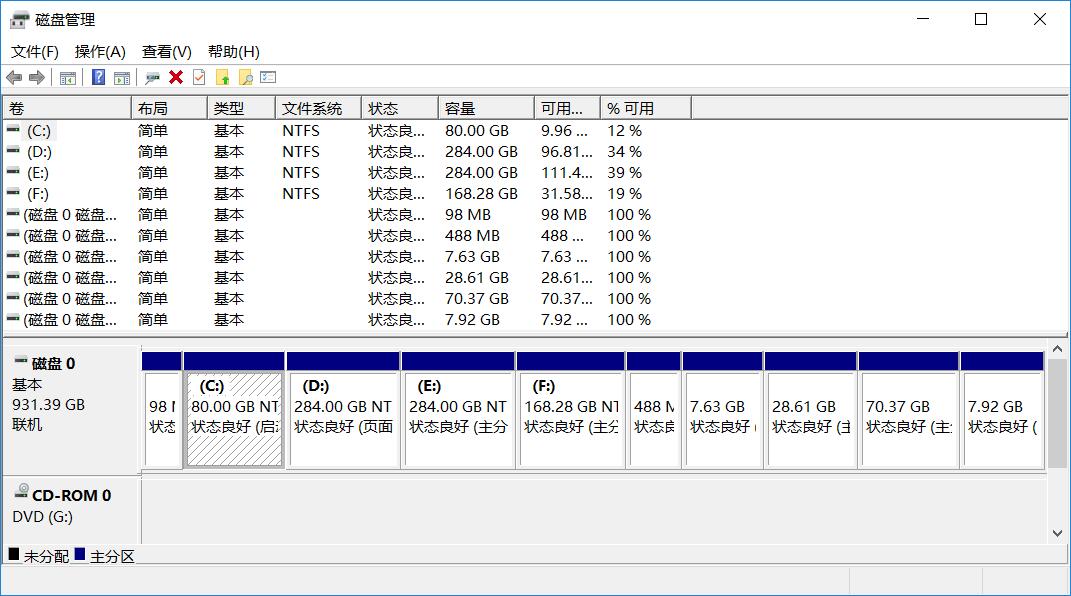 磁盘管理
文件(F) 操作(A) 查看(V) 帮助(H)
卷 布局 类型 文件系统 状态 容量 可用... % 可用
(C:) 简单 基本 NTFS 状态良... 80.00 GB 9.96 ... 12 %
(D:) 简单 基本 NTFS 状态良... 284.00 GB 96.81... 34 %
(E:) 简单 基本 NTFS 状态良... 284.00 GB 111.4... 39 %
(F:) 简单 基本 NTFS 状态良... 168.28 GB 31.58... 19 %
(磁盘 0 磁盘... 简单 基本 状态良... 98 MB 98 MB 100 %
(磁盘 0 磁盘... 简单 基本 状态良... 488 MB 488 ... 100 %
(磁盘 0 磁盘... 简单 基本 状态良... 7.63 GB 7.63 ... 100 %
(磁盘 0 磁盘... 简单 基本 状态良... 28.61 GB 28.61... 100 %
(磁盘 0 磁盘... 简单 基本 状态良... 70.37 GB 70.37... 100 %
(磁盘 0 磁盘... 简单 基本 状态良... 7.92 GB 7.92 ... 100 %
磁盘 0 (C:) (D:) (E:) (F:)
基本
931.39 GB 98 80.00 GB NT 284.00 GB NT 284.00 GB NT 168.28 GB NT 488 7.63 GB 28.61 GB 70.37 GB 7.92 GB
联机 状态 状态良好 (启 状态良好 (页面 状态良好 (主分 状态良好 (主分 状态良 状态良好 状态良好 (主 状态良好 (主 状态良好 (
CD-ROM 0
DVD (G:)
未分配 主分区